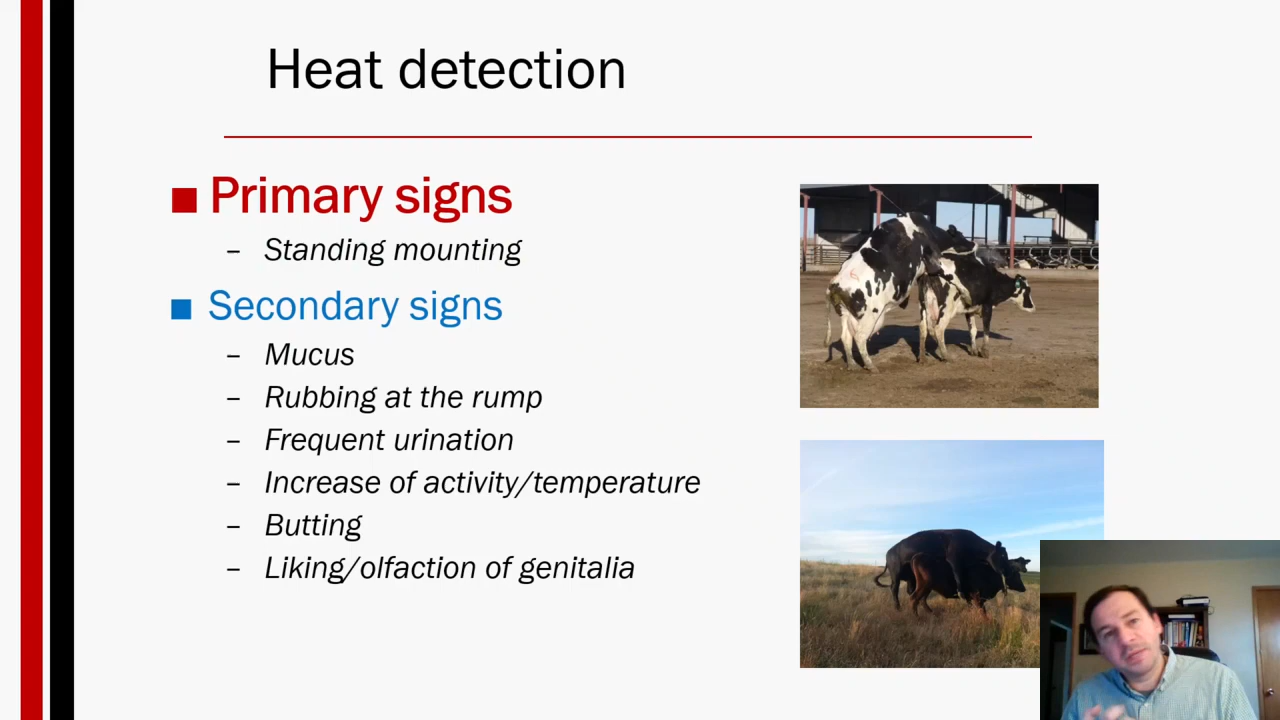 Heat detection
■ Primary signs
– Standing mounting
■ Secondary signs
– Mucus
– Rubbing at the rump
– Frequent urination
– Increase of activity/temperature
– Butting
– Liking/olfaction of genitalia